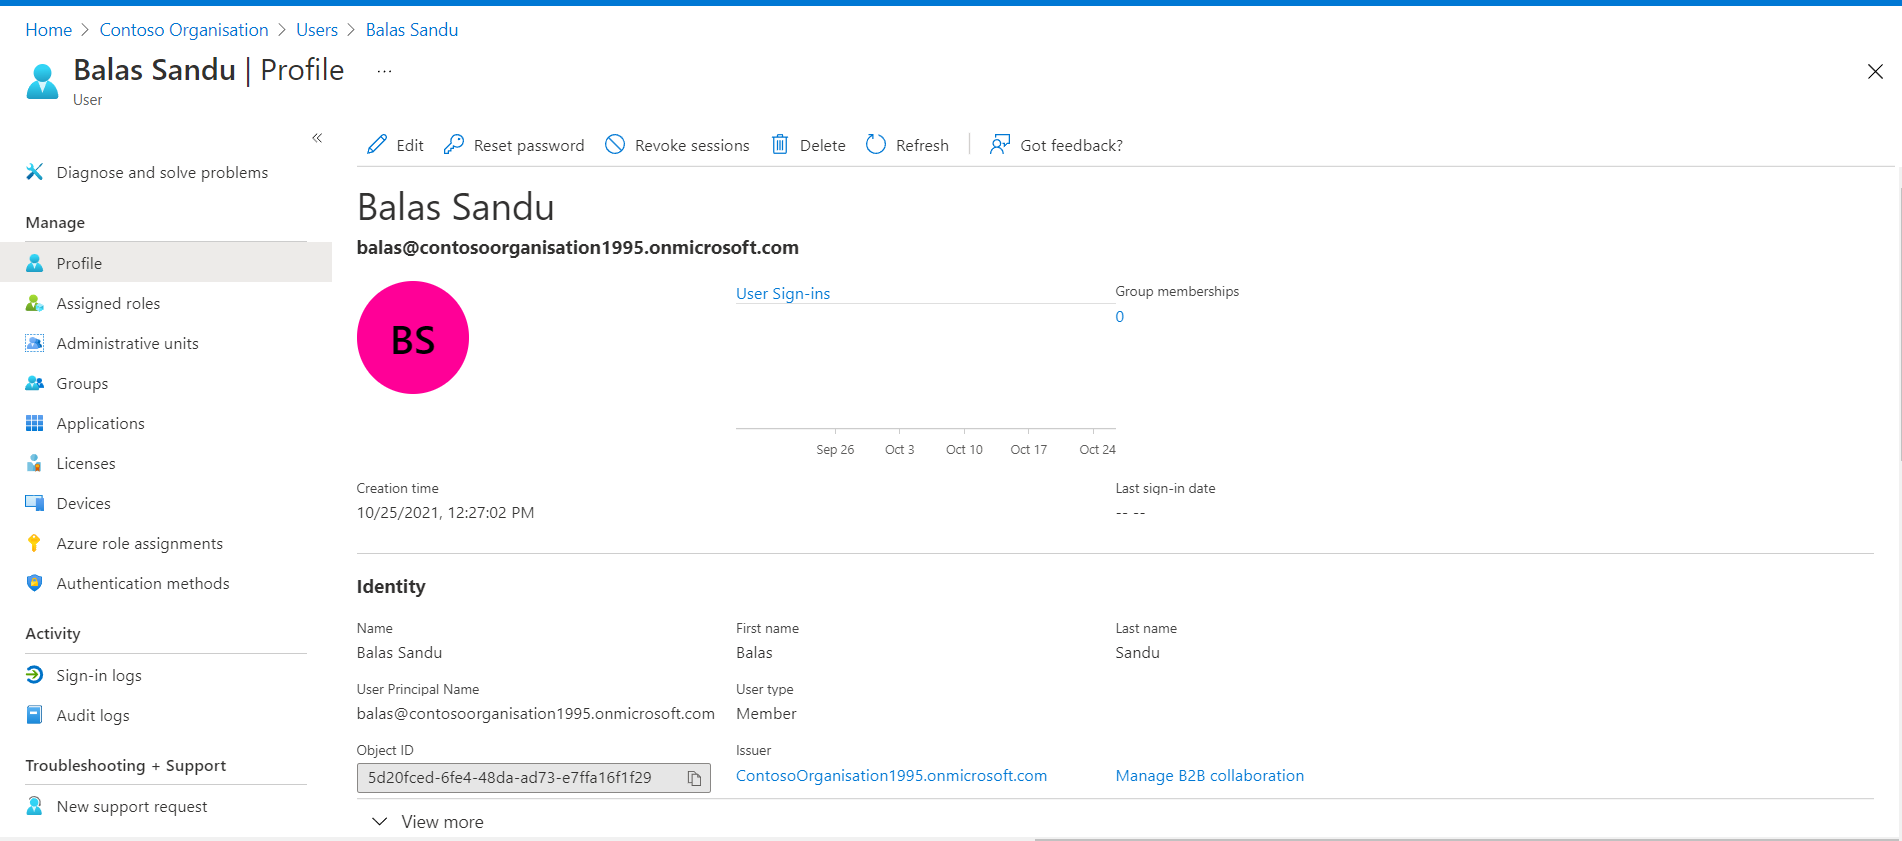 Home > Contoso Organisation > Users > Balas Sandu
Balas Sandu | Profile ...
User
«
Diagnose and solve problems
Manage
Profile
Assigned roles
Administrative units
Groups
Applications
Licenses
Devices
Azure role assignments
Authentication methods
Activity
Sign-in logs
Audit logs
Troubleshooting + Support
New support request
Edit Reset password Revoke sessions Delete Refresh | Got feedback?
Balas Sandu
balas@contosoorganisation1995.onmicrosoft.com
BS
User Sign-ins
Sep 26 Oct 3 Oct 10 Oct 17 Oct 24
Group memberships
0
Creation time
10/25/2021, 12:27:02 PM
Last sign-in date
-- --
Identity
Name First name Last name
Balas Sandu Balas Sandu
User Principal Name User type
balas@contosoorganisation1995.onmicrosoft.com Member
Object ID Issuer
5d20fced-6fe4-48da-ad73-e7ffa16f1f29 ContosoOrganisation1995.onmicrosoft.com Manage B2B collaboration
View more